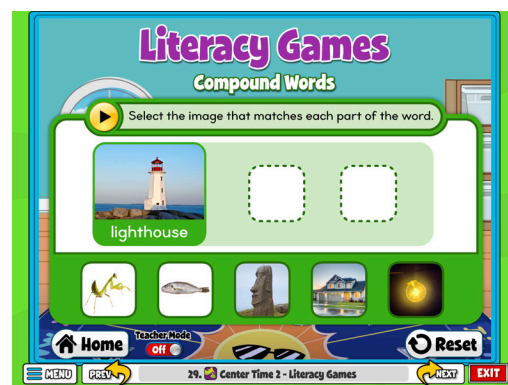 Literacy Games
Compound Words
Select the image that matches each part of the word.
lighthouse
Home
Teacher Mode
Off
Reset
MENU
PREV
29. Center Time 2 - Literacy Games
NEXT
EXIT